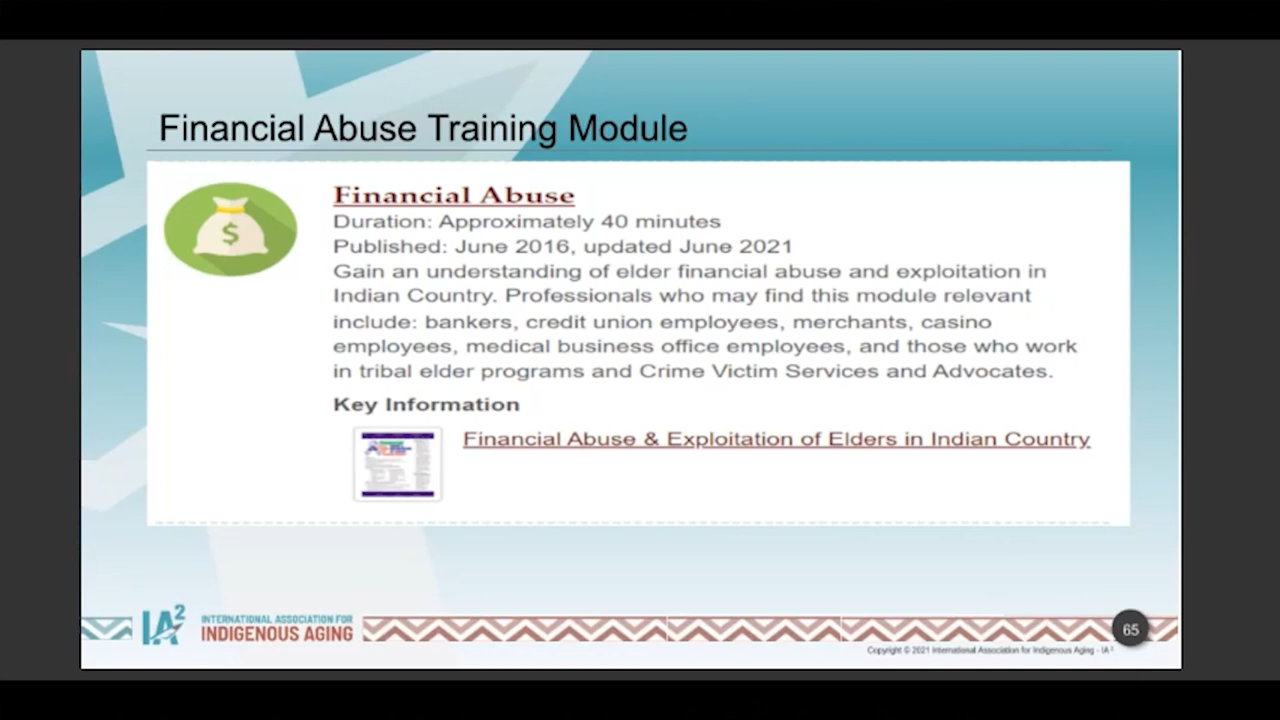 Financial Abuse Training Module
Financial Abuse
Duration: Approximately 40 minutes
Published: June 2016, updated June 2021
Gain an understanding of elder financial abuse and exploitation in
Indian Country. Professionals who may find this module relevant
include: bankers, credit union employees, merchants, casino
employees, medical business office employees, and those who work
in tribal elder programs and Crime Victim Services and Advocates.
Key Information
Financial Abuse & Exploitation of Elders in Indian Country
$
IA²
INTERNATIONAL ASSOCIATION FOR
INDIGENOUS AGING
65
Copyright © 2021 International Association for Indigenous Aging - IA²